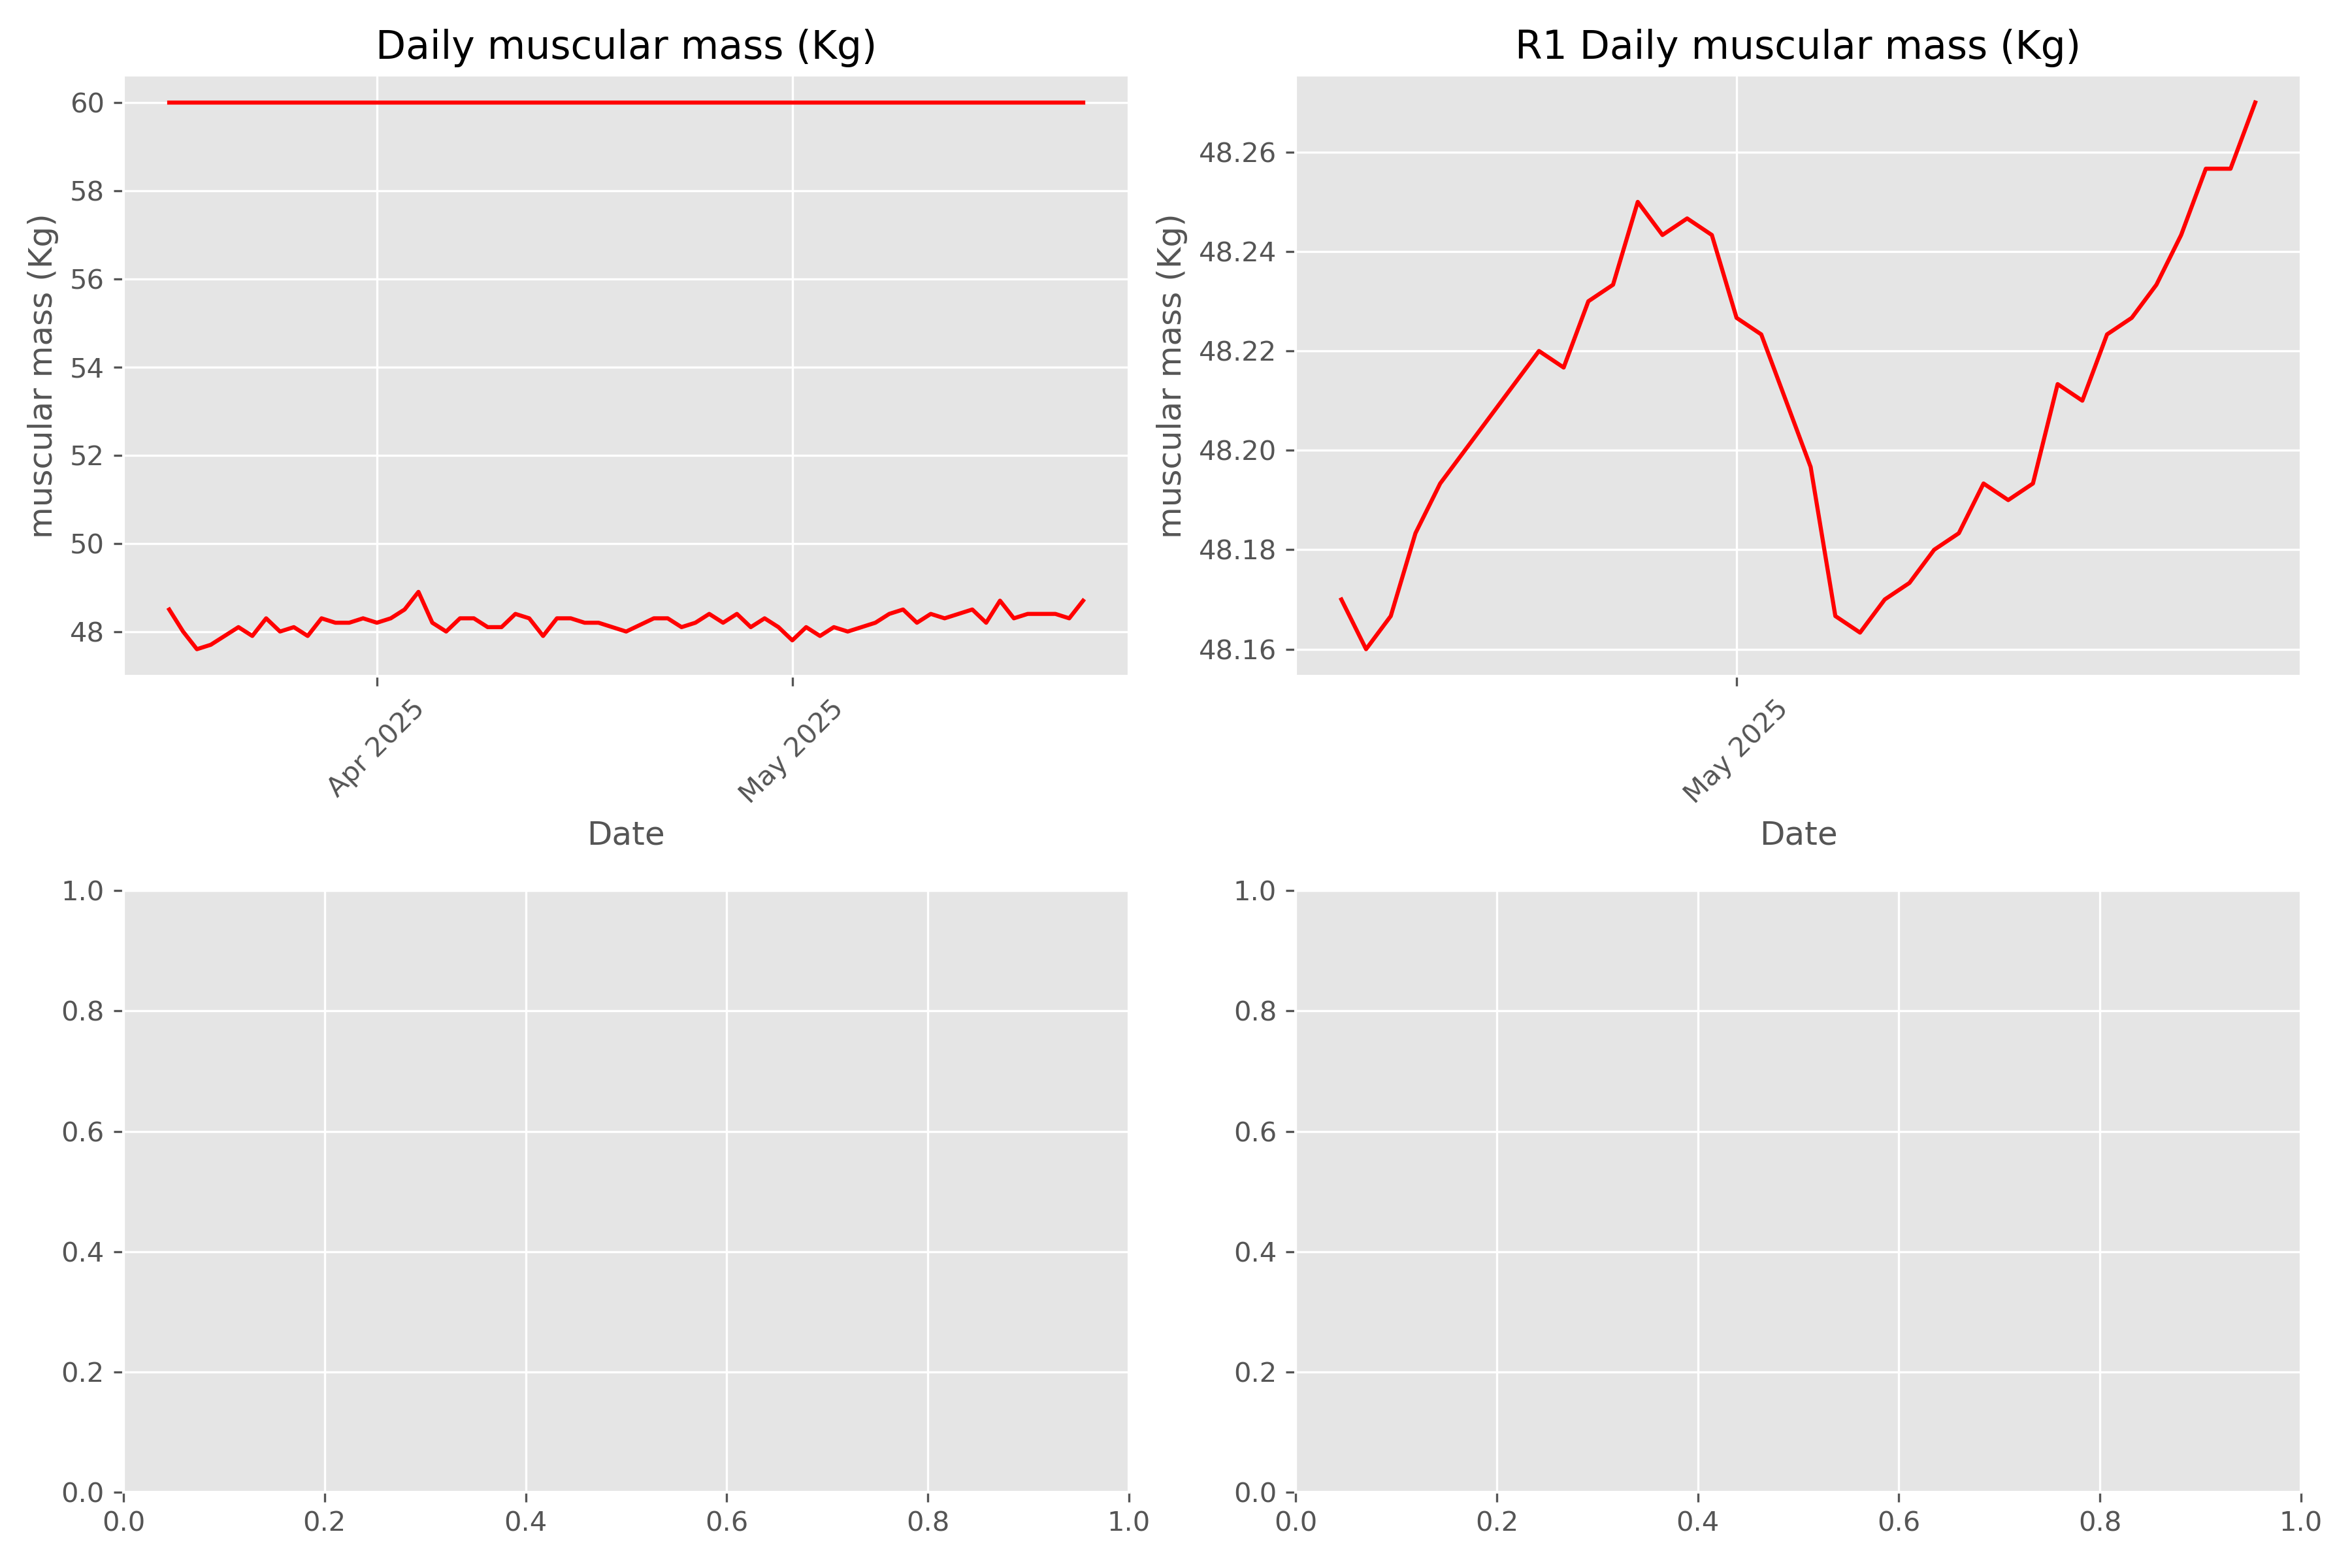 Daily muscular mass (Kg)
muscular mass (Kg)
60
58
56
54
52
50
48
Apr 2025
May 2025
Date
R1 Daily muscular mass (Kg)
muscular mass (Kg)
48.26
48.24
48.22
48.20
48.18
48.16
May 2025
Date
1.0
0.8
0.6
0.4
0.2
0.0
0.0 0.2 0.4 0.6 0.8 1.0
1.0
0.8
0.6
0.4
0.2
0.0
0.0 0.2 0.4 0.6 0.8 1.0